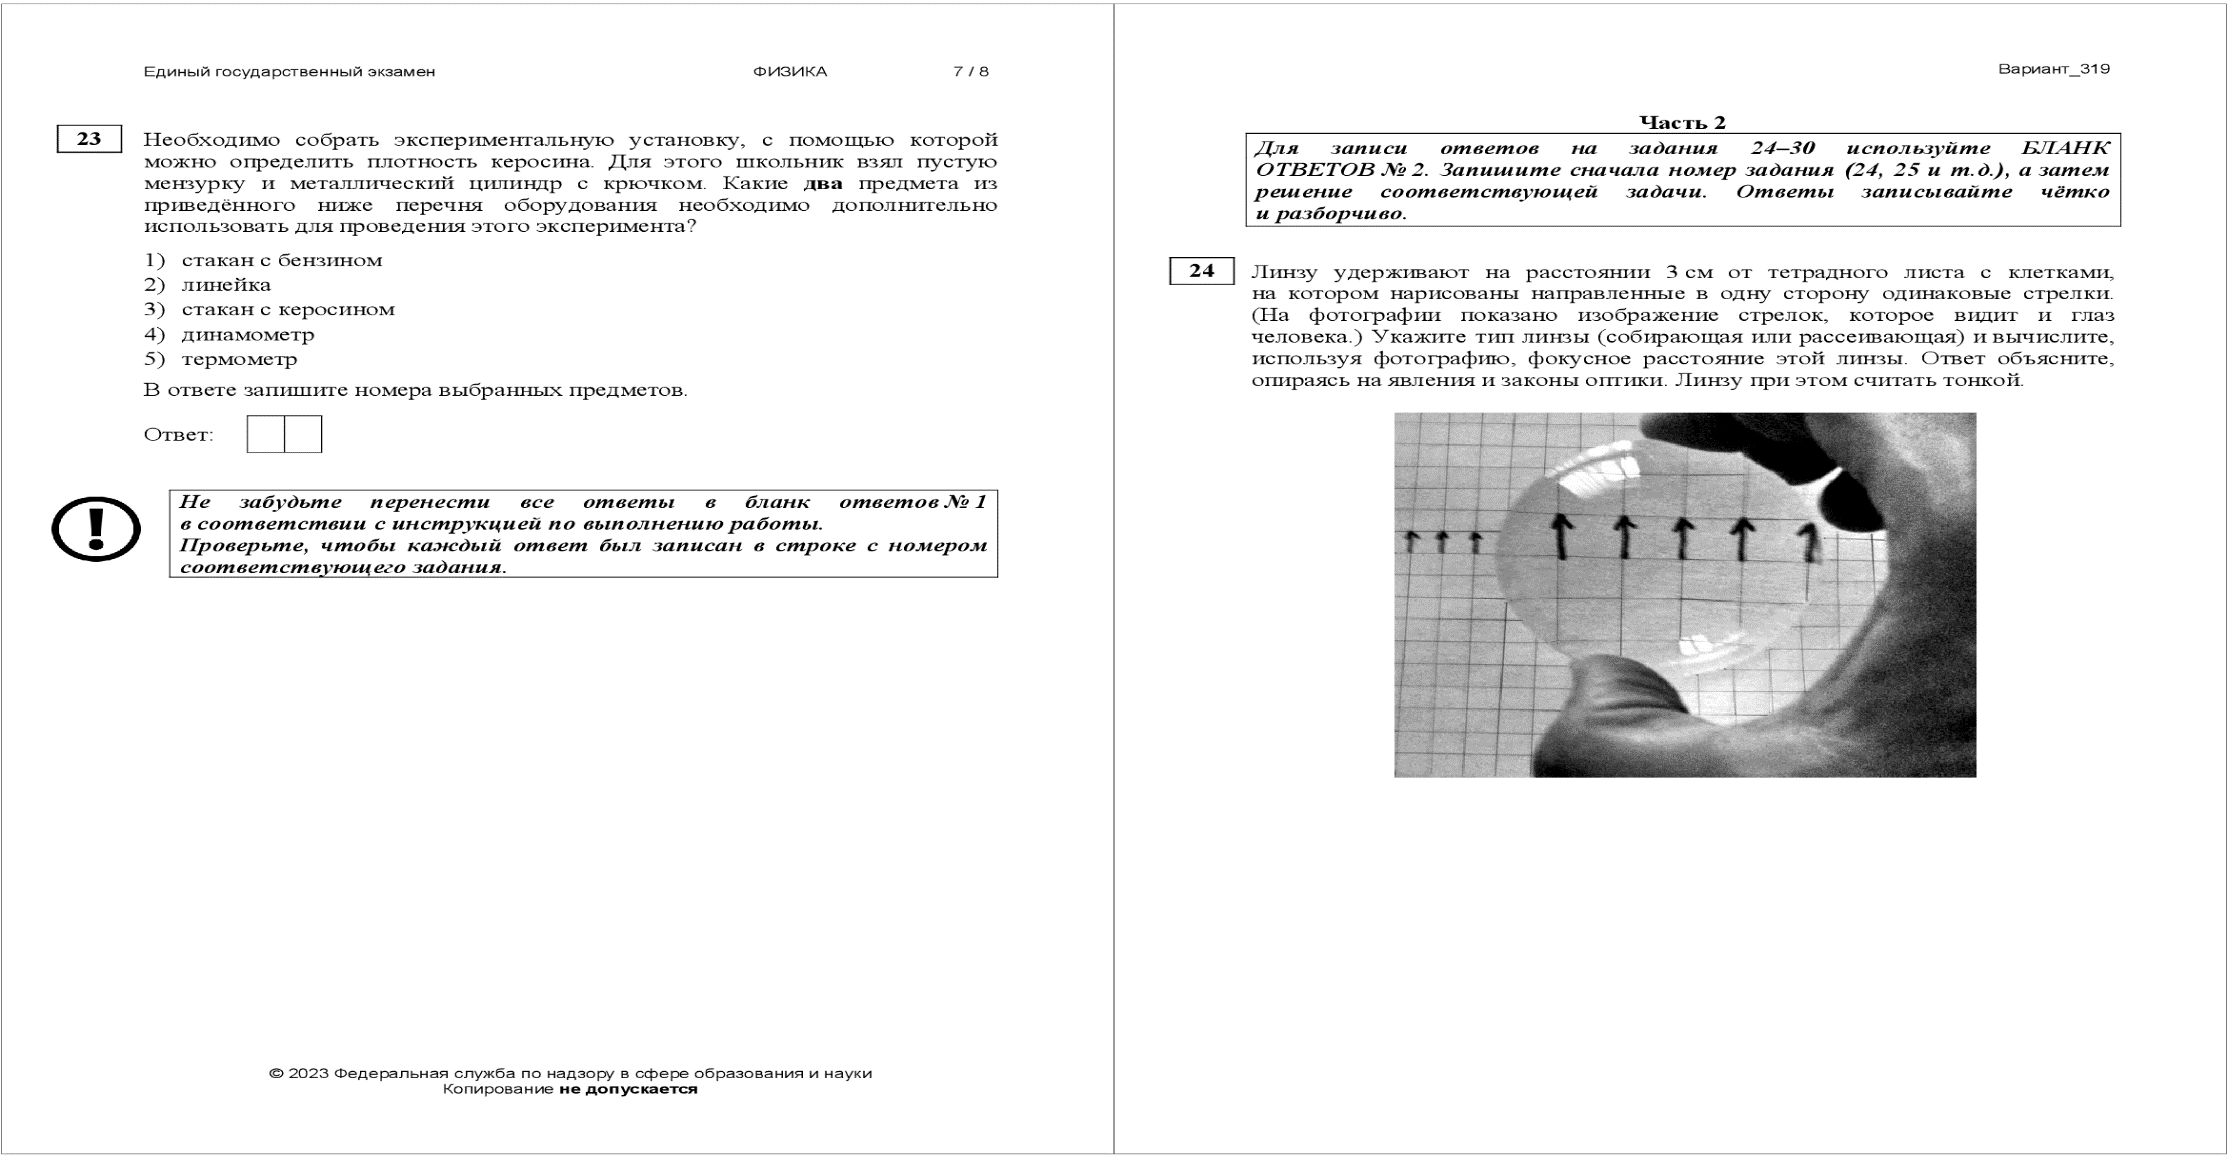 Единый государственный экзамен ФИЗИКА 7 / 8
23 Необходимо собрать экспериментальную установку, с помощью которой
можно определить плотность керосина. Для этого школьник взял пустую
мензурку и металлический цилиндр с крючком. Какие два предмета из
приведённого ниже перечня оборудования необходимо дополнительно
использовать для проведения этого эксперимента?
1) стакан с бензином
2) линейка
3) стакан с керосином
4) динамометр
5) термометр
В ответе запишите номера выбранных предметов.
Ответ:
! Не забудьте перенести все ответы в бланк ответов № 1
в соответствии с инструкцией по выполнению работы.
Проверьте, чтобы каждый ответ был записан в строке с номером
соответствующего задания.
© 2023 Федеральная служба по надзору в сфере образования и науки
Копирование не допускается
Вариант_319
Часть 2
Для записи ответов на задания 24–30 используйте БЛАНК
ОТВЕТОВ № 2. Запишите сначала номер задания (24, 25 и т.д.), а затем
решение соответствующей задачи. Ответы записывайте чётко
и разборчиво.
24 Линзу удерживают на расстоянии 3 см от тетрадного листа с клетками,
на котором нарисованы направленные в одну сторону одинаковые стрелки.
(На фотографии показано изображение стрелок, которое видит и глаз
человека.) Укажите тип линзы (собирающая или рассеивающая) и вычислите,
используя фотографию, фокусное расстояние этой линзы. Ответ объясните,
опираясь на явления и законы оптики. Линзу при этом считать тонкой.